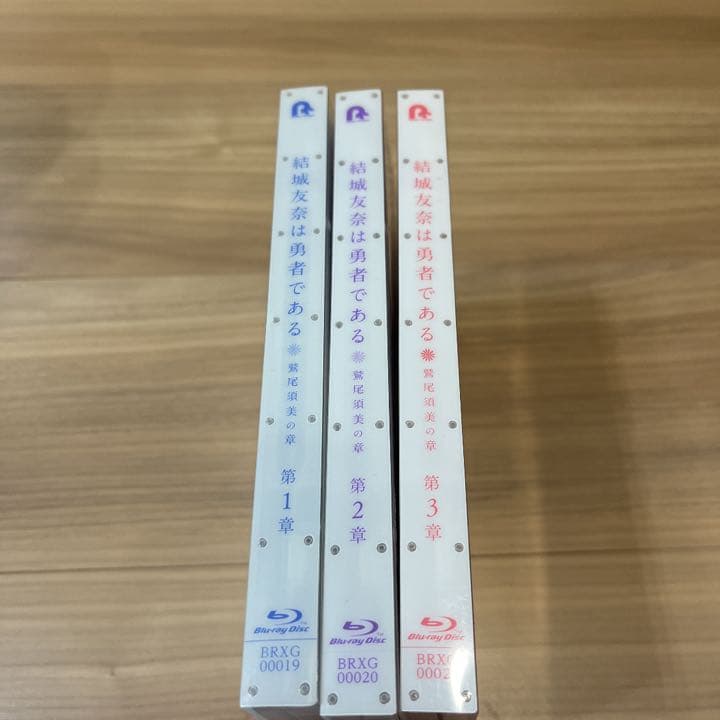 結城友奈は勇者である
鷲尾須美の章
第1章
Blu-ray Disc
BRXG
00019
結城友奈は勇者である
鷲尾須美の章
第2章
Blu-ray Disc
BRXG
00020
結城友奈は勇者である
鷲尾須美の章
第3章
Blu-ray Disc
BRXG
0002